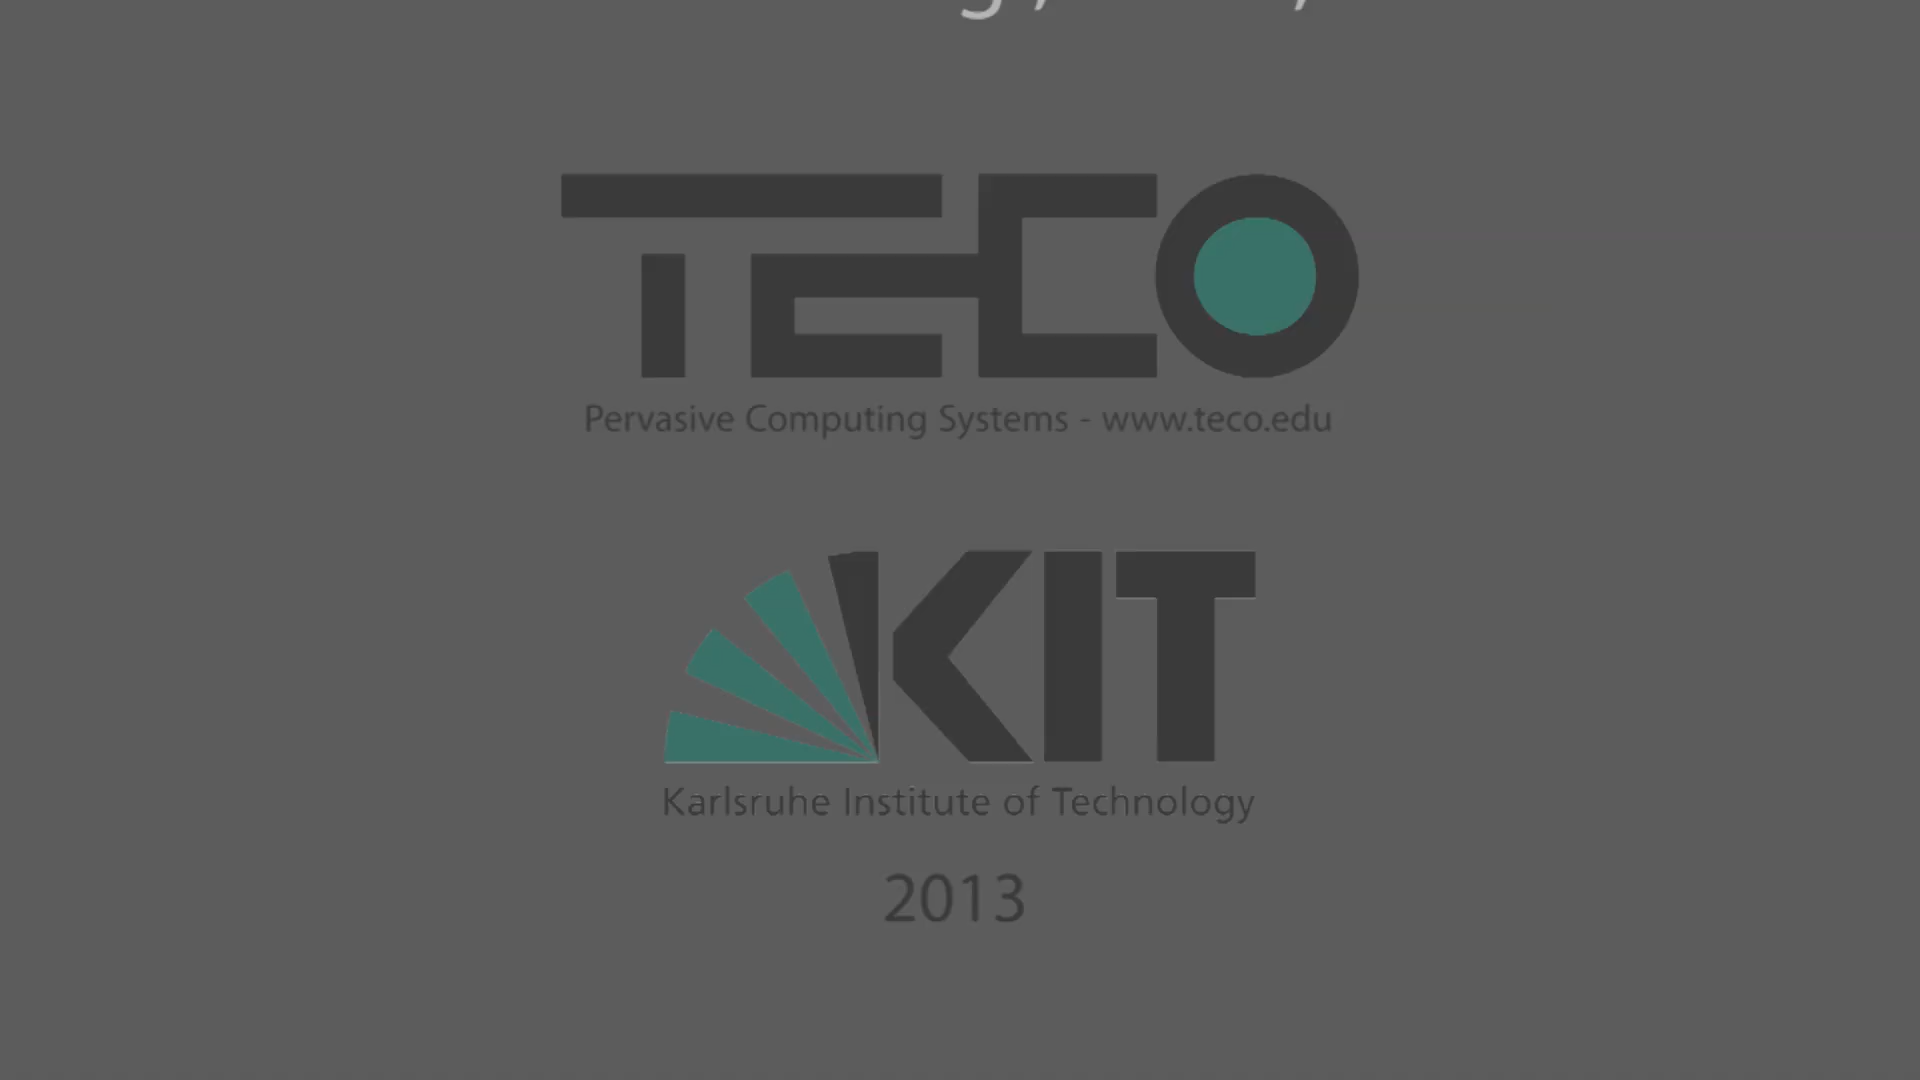 TECO
Pervasive Computing Systems - www.teco.edu
KIT
Karlsruhe Institute of Technology
2013